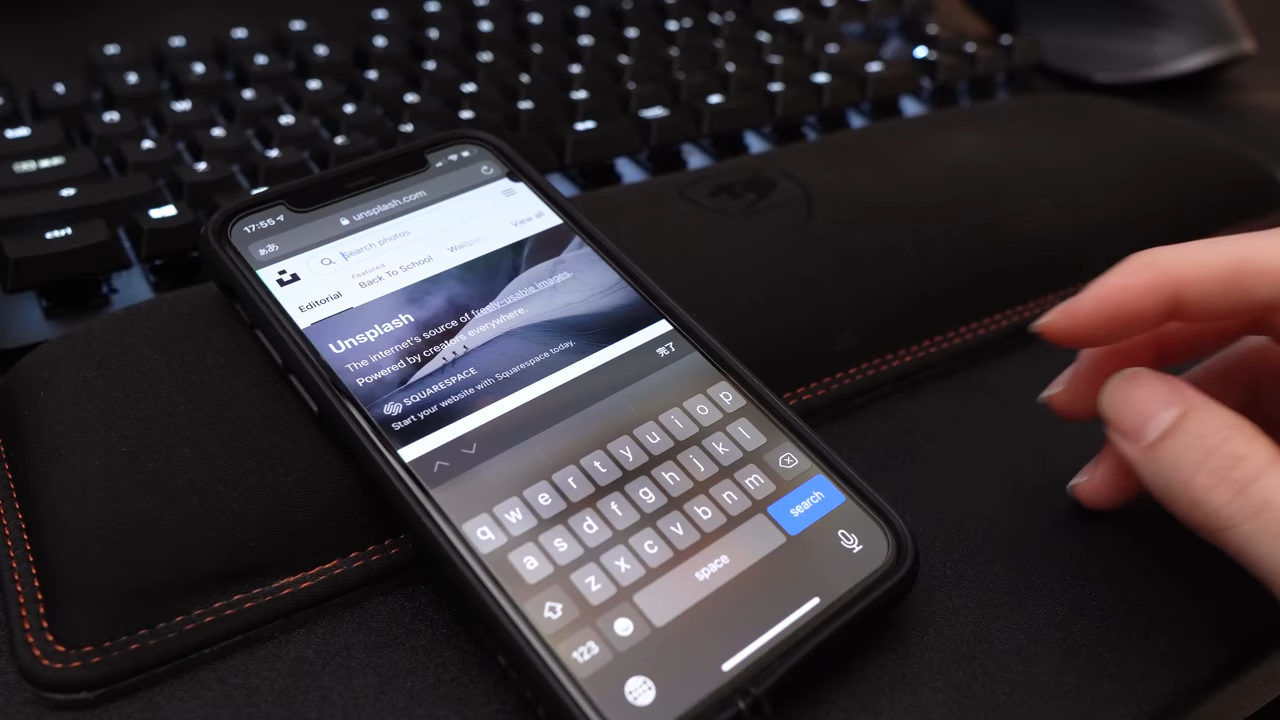 17:55
ああ
unsplash.com
Search photos
Editorial
Featured
Back To School
View all
Unsplash
The internet's source of freely-usable images.
Powered by creators everywhere.
SQUARESPACE
Start your website with Squarespace today.
完了
q w e r t y u i o p
a s d f g h j k l
z x c v b n m
123
space
search
ctrl